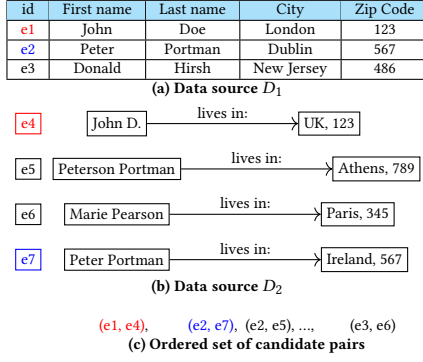 id First name Last name City Zip Code
e1 John Doe London 123
e2 Peter Portman Dublin 567
e3 Donald Hirsh New Jersey 486
(a) Data source D1
e4 John D. lives in: UK, 123
e5 Peterson Portman lives in: Athens, 789
e6 Marie Pearson lives in: Paris, 345
e7 Peter Portman lives in: Ireland, 567
(b) Data source D2
(e1, e4), (e2, e7), (e2, e5), ..., (e3, e6)
(c) Ordered set of candidate pairs